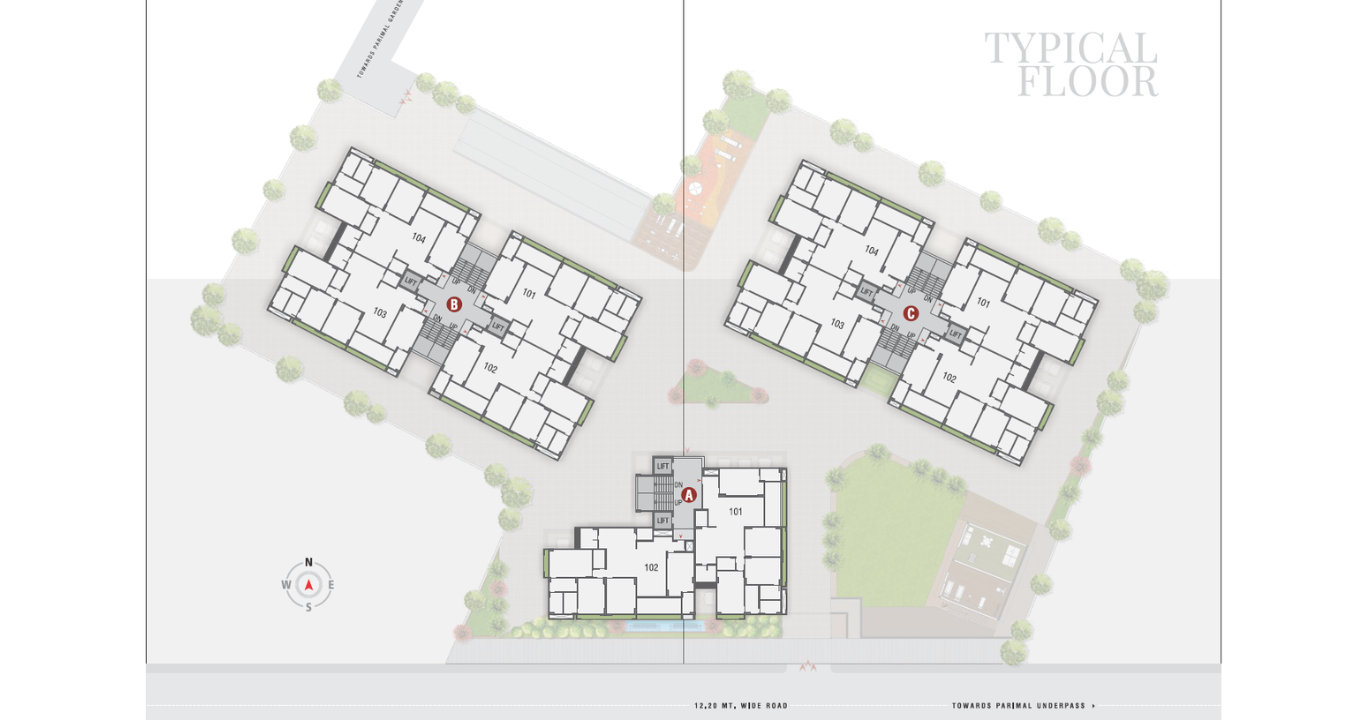 TOWARDS PARIMAL GARDEN
TYPICAL
FLOOR
104
LIFT
UP
DN
101
B
103
DN
UP
LIFT
102
104
LIFT
UP
DN
101
C
103
DN
UP
LIFT
102
LIFT
DN
A
UP
101
LIFT
102
N
W E
S
12.20 MT. WIDE ROAD
TOWARDS PARIMAL UNDERPASS